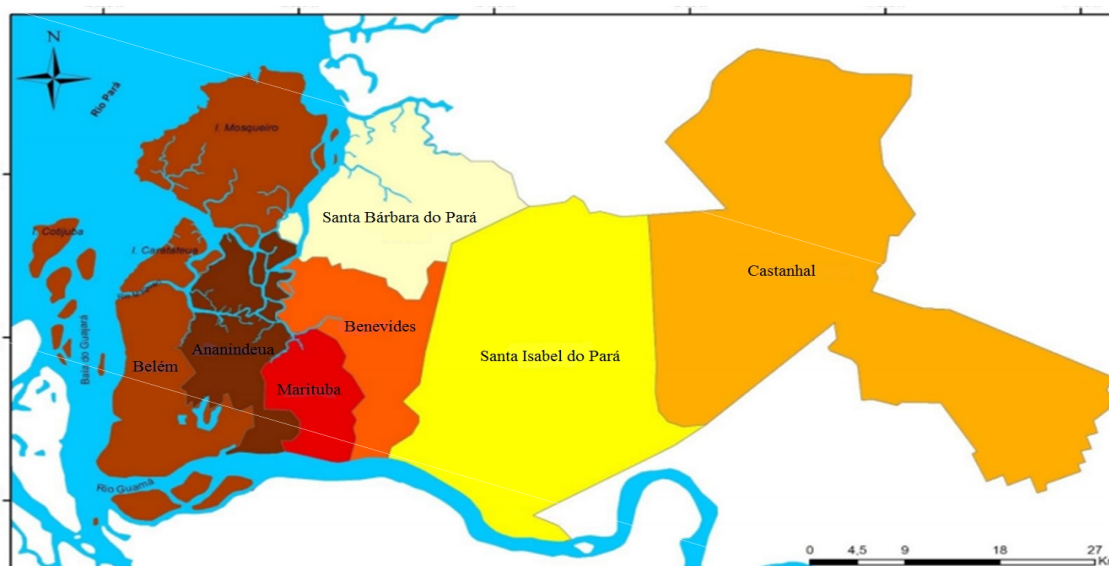 N
Rio Pará
I. Mosqueiro
Santa Bárbara do Pará
I. Cotijuba
I. Caratateua
Castanhal
Baía do Guajará
Benevides
Ananindeua
Santa Isabel do Pará
Belém
Marituba
Rio Guamá
0 4,5 9 18 27